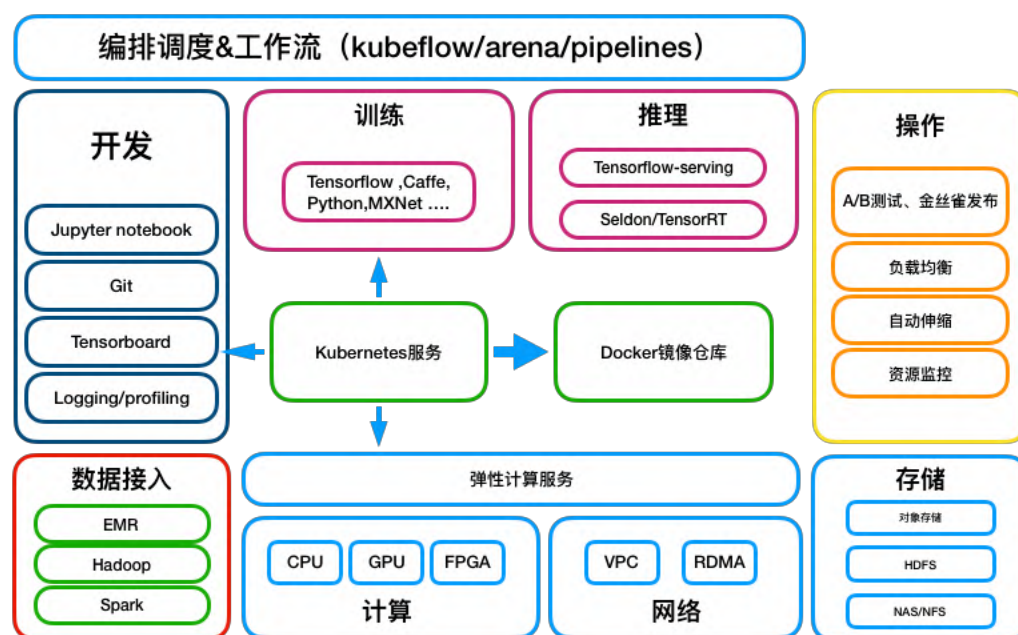 编排调度&工作流（kubeflow/arena/pipelines）
开发
Jupyter notebook
Git
Tensorboard
Logging/profiling
训练
Tensorflow ,Caffe,
Python,MXNet ....
推理
Tensorflow-serving
Seldon/TensorRT
操作
A/B测试、金丝雀发布
负载均衡
自动伸缩
资源监控
Kubernetes服务
Docker镜像仓库
数据接入
EMR
Hadoop
Spark
弹性计算服务
CPU
GPU
FPGA
计算
VPC
RDMA
网络
存储
对象存储
HDFS
NAS/NFS